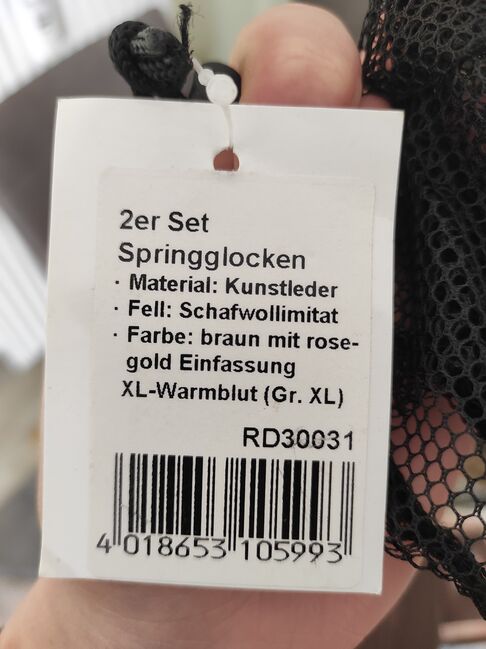 2er Set
Springglocken
· Material: Kunstleder
· Fell: Schafwollimitat
· Farbe: braun mit rose-
gold Einfassung
XL-Warmblut (Gr. XL)
RD30031
4 018653 105993